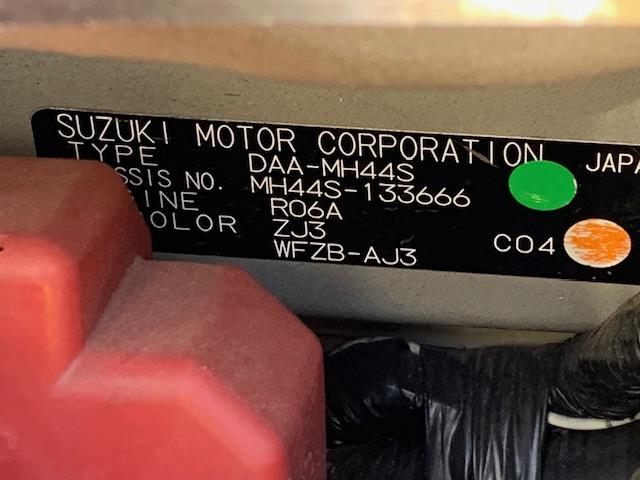 SUZUKI MOTOR CORPORATION JAPA
TYPE DAA-MH44S
SSIS NO. MH44S-133666
INE R06A
OLOR ZJ3
WFZB-AJ3 C04